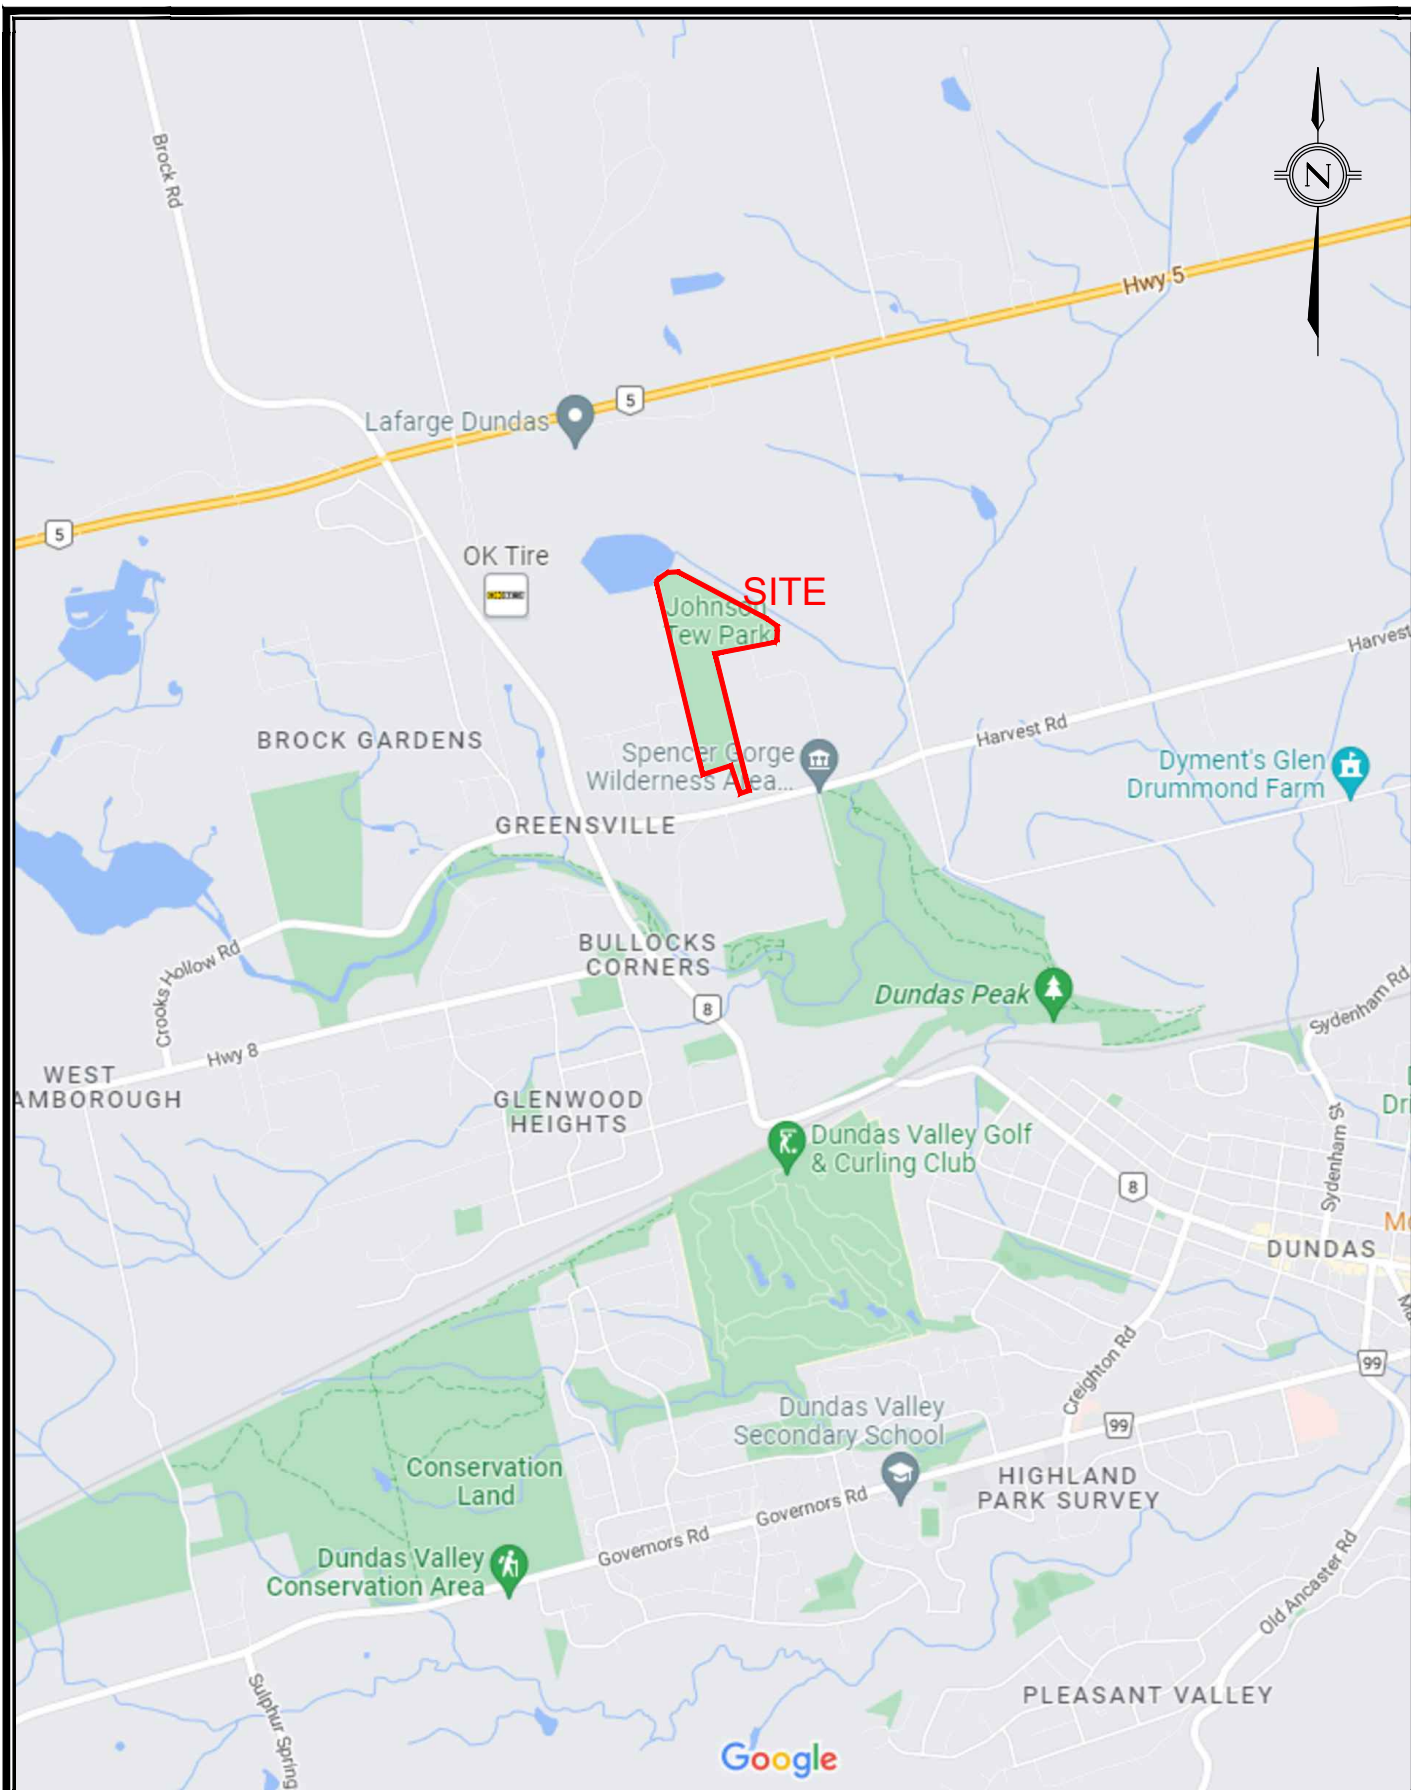 Brock Rd
N
Hwy 5
5
Lafarge Dundas
5
OK Tire
SITE
Johnson
Tew Park
Harvest
Harvest Rd
BROCK GARDENS
Spencer Gorge
Wilderness Area...
Dyment's Glen
Drummond Farm
GREENSVILLE
Crooks Hollow Rd
BULLOCKS
CORNERS
Dundas Peak
8
Sydenham Rd
Hwy 8
WEST
AMBOROUGH
GLENWOOD
HEIGHTS
Dri
Sydenham St
Dundas Valley Golf
& Curling Club
8
Mo
DUNDAS
Ma
Creighton Rd
99
Dundas Valley
Secondary School
99
Conservation
Land
HIGHLAND
PARK SURVEY
Governors Rd
Governors Rd
Dundas Valley
Conservation Area
Old Ancaster Rd
Sulphur Spring
PLEASANT VALLEY
Google